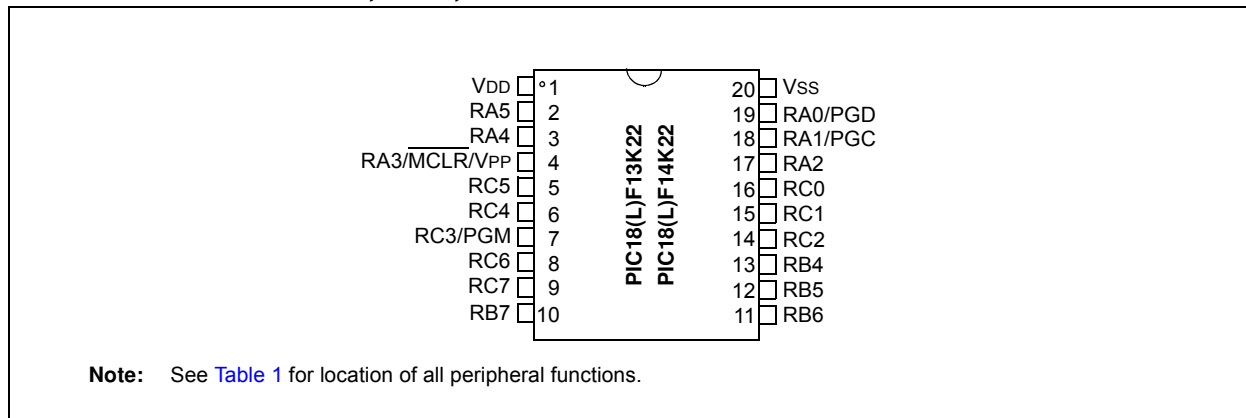 VDD 1 20 VSS
RA5 2 19 RA0/PGD
RA4 3 18 RA1/PGC
RA3/MCLR/VPP 4 17 RA2
RC5 5 16 RC0
RC4 6 15 RC1
RC3/PGM 7 14 RC2
RC6 8 13 RB4
RC7 9 12 RB5
RB7 10 11 RB6
PIC18(L)F13K22
PIC18(L)F14K22
Note: See Table 1 for location of all peripheral functions.